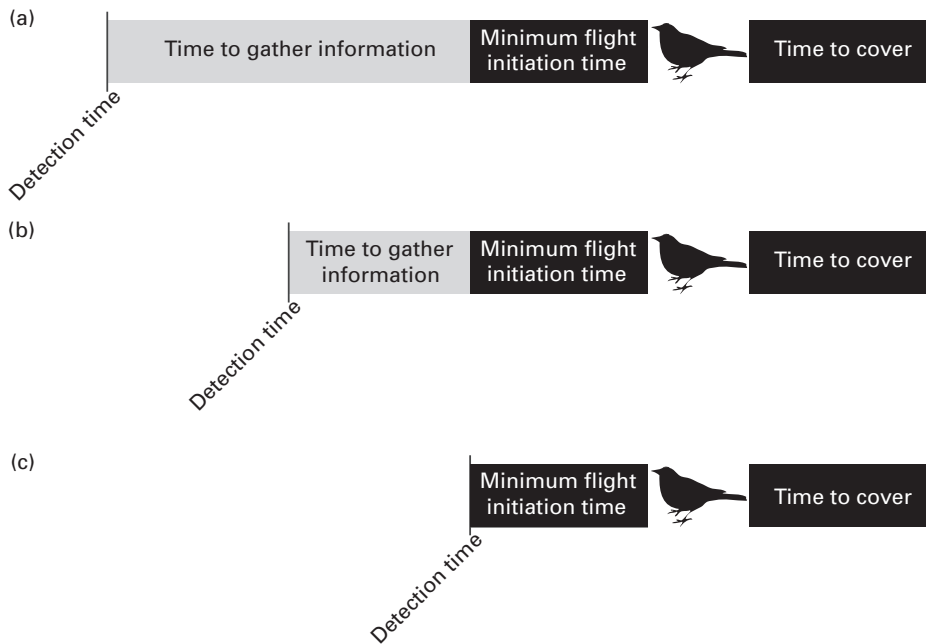 (a)
Time to gather information
Minimum flight
initiation time
Time to cover
Detection time
(b)
Time to gather
information
Minimum flight
initiation time
Time to cover
Detection time
(c)
Minimum flight
initiation time
Time to cover
Detection time